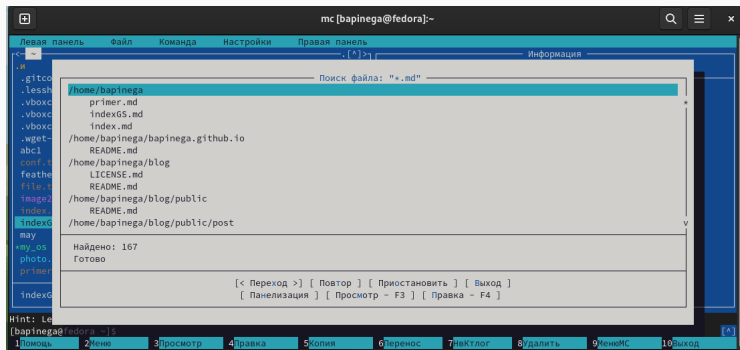 mc [bapinega@fedora]:~
Левая панель Файл Команда Настройки Правая панель
<- ~ .[^]> Информация
.и
.gitco
.lessh
.vboxc
.vboxc
.vboxc
.wget-
abc1
conf.t
feathe
file.t
image2
index.
indexG
may
*my_os
photo.
primer
indexG
Поиск файла: "*.md"
/home/bapinega
primer.md
indexGS.md
index.md
/home/bapinega/bapinega.github.io
README.md
/home/bapinega/blog
LICENSE.md
README.md
/home/bapinega/blog/public
README.md
/home/bapinega/blog/public/post
Найдено: 167
Готово
[< Переход >] [ Повтор ] [ Приостановить ] [ Выход ]
[ Панелизация ] [ Просмотр - F3 ] [ Правка - F4 ]
Hint: Le
[bapinega@fedora ~]$ [^]
1Помощь 2Меню 3Просмотр 4Правка 5Копия 6Перенос 7НвКтлог 8Удалить 9МенюМС 10Выход